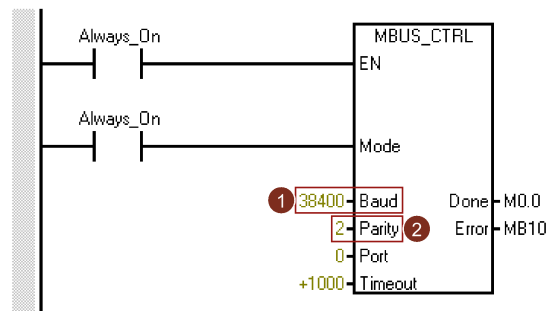 Always_On
MBUS_CTRL
EN
Always_On
Mode
1 38400 Baud Done M0.0
2 Parity 2 Error MB10
0 Port
+1000 Timeout